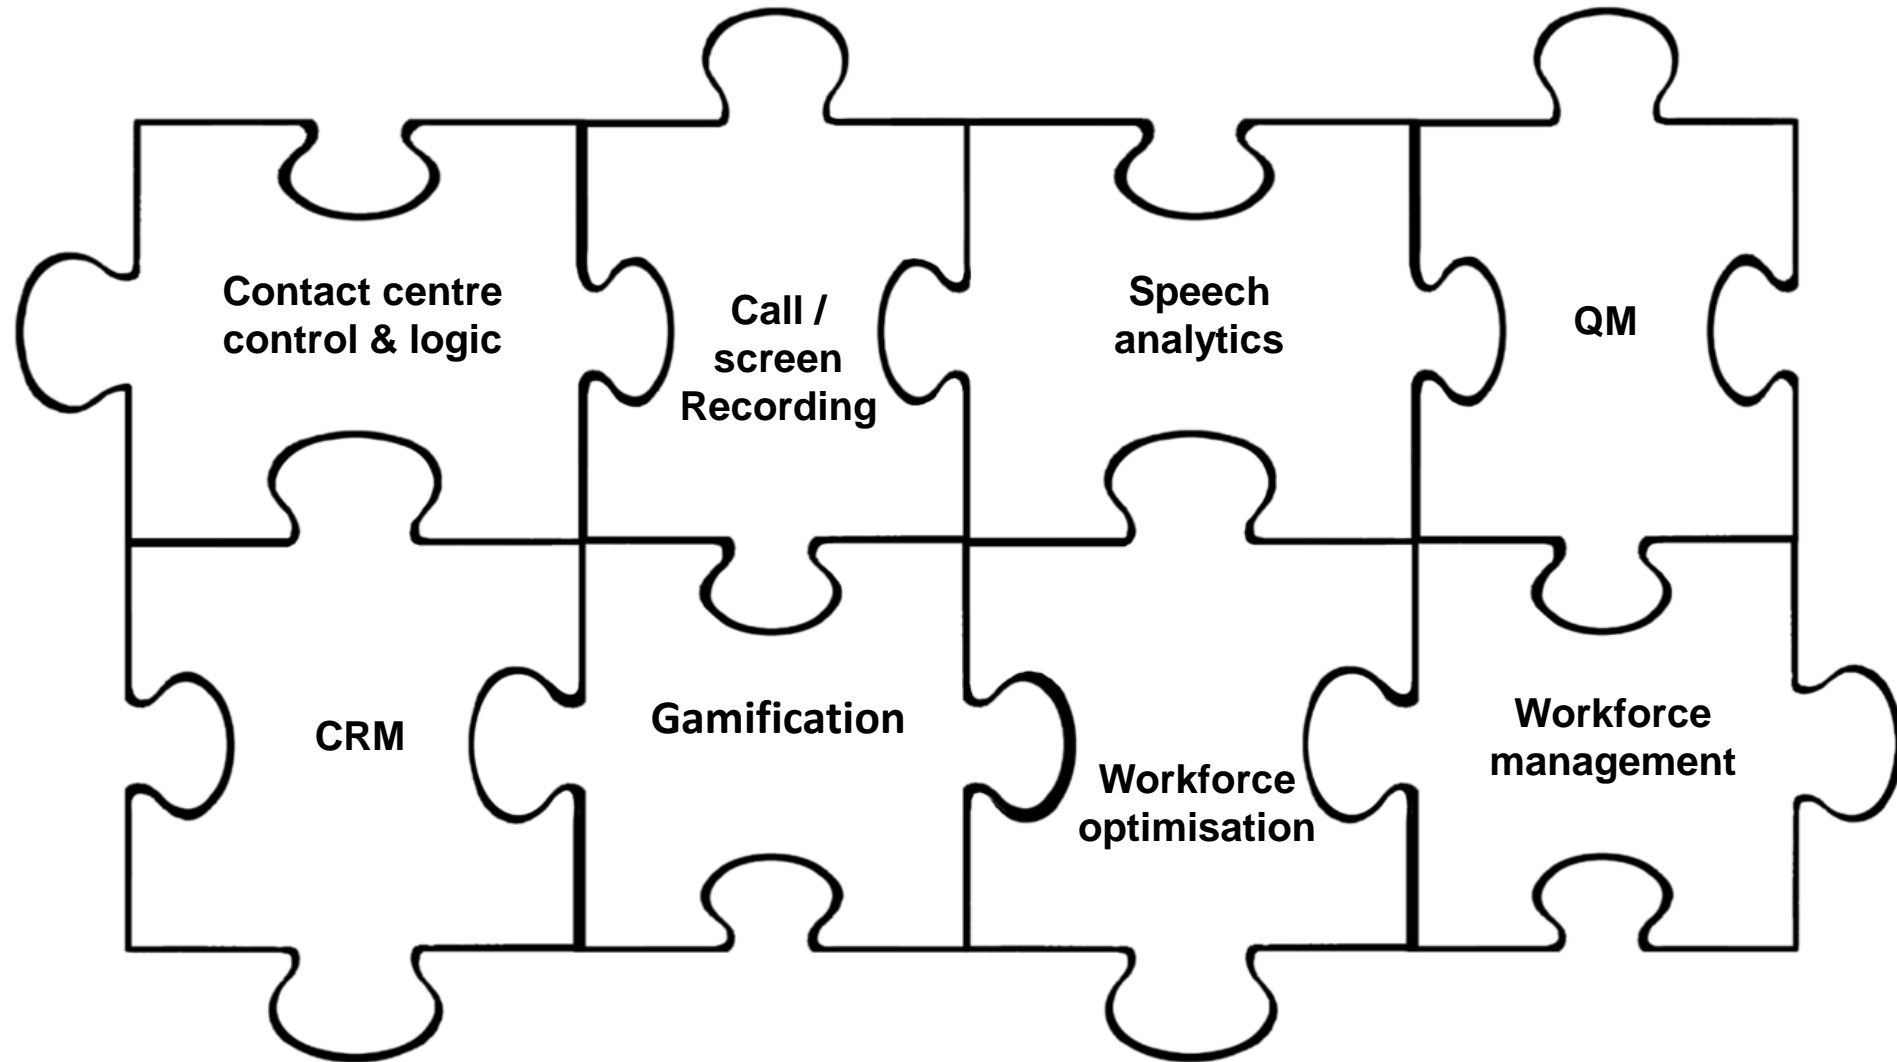 Contact centre
control & logic
Call /
screen
Recording
Speech
analytics
QM
CRM
Gamification
Workforce
optimisation
Workforce
management